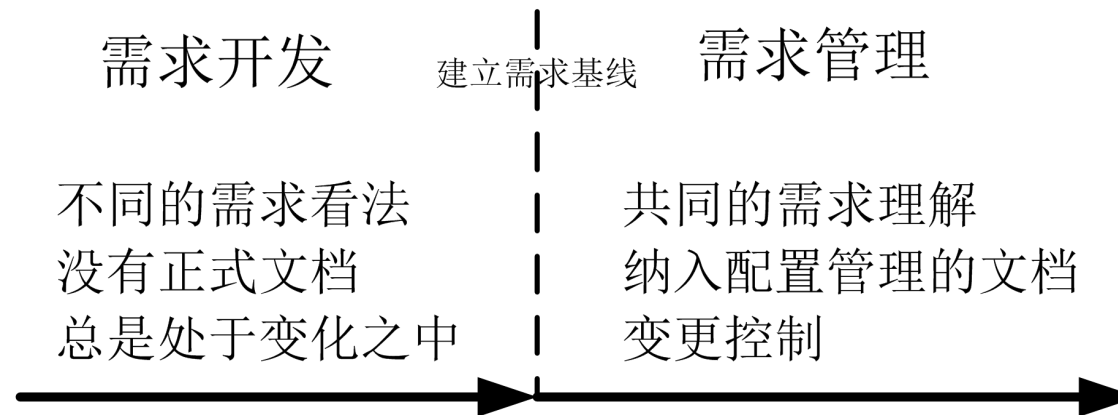 需求开发
建立需求基线
需求管理
不同的需求看法
没有正式文档
总是处于变化之中
共同的需求理解
纳入配置管理的文档
变更控制